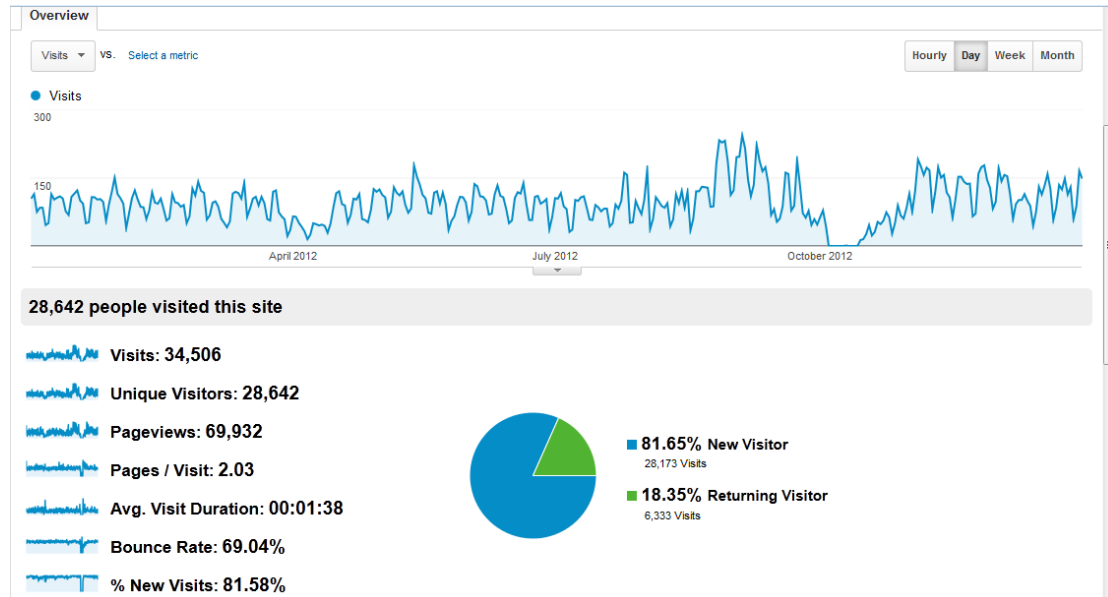 Overview
Visits VS. Select a metric Hourly Day Week Month
Visits
300
150
April 2012 July 2012 October 2012
28,642 people visited this site
Visits: 34,506
Unique Visitors: 28,642
Pageviews: 69,932
Pages / Visit: 2.03
Avg. Visit Duration: 00:01:38
Bounce Rate: 69.04%
% New Visits: 81.58%
81.65% New Visitor
28,173 Visits
18.35% Returning Visitor
6,333 Visits